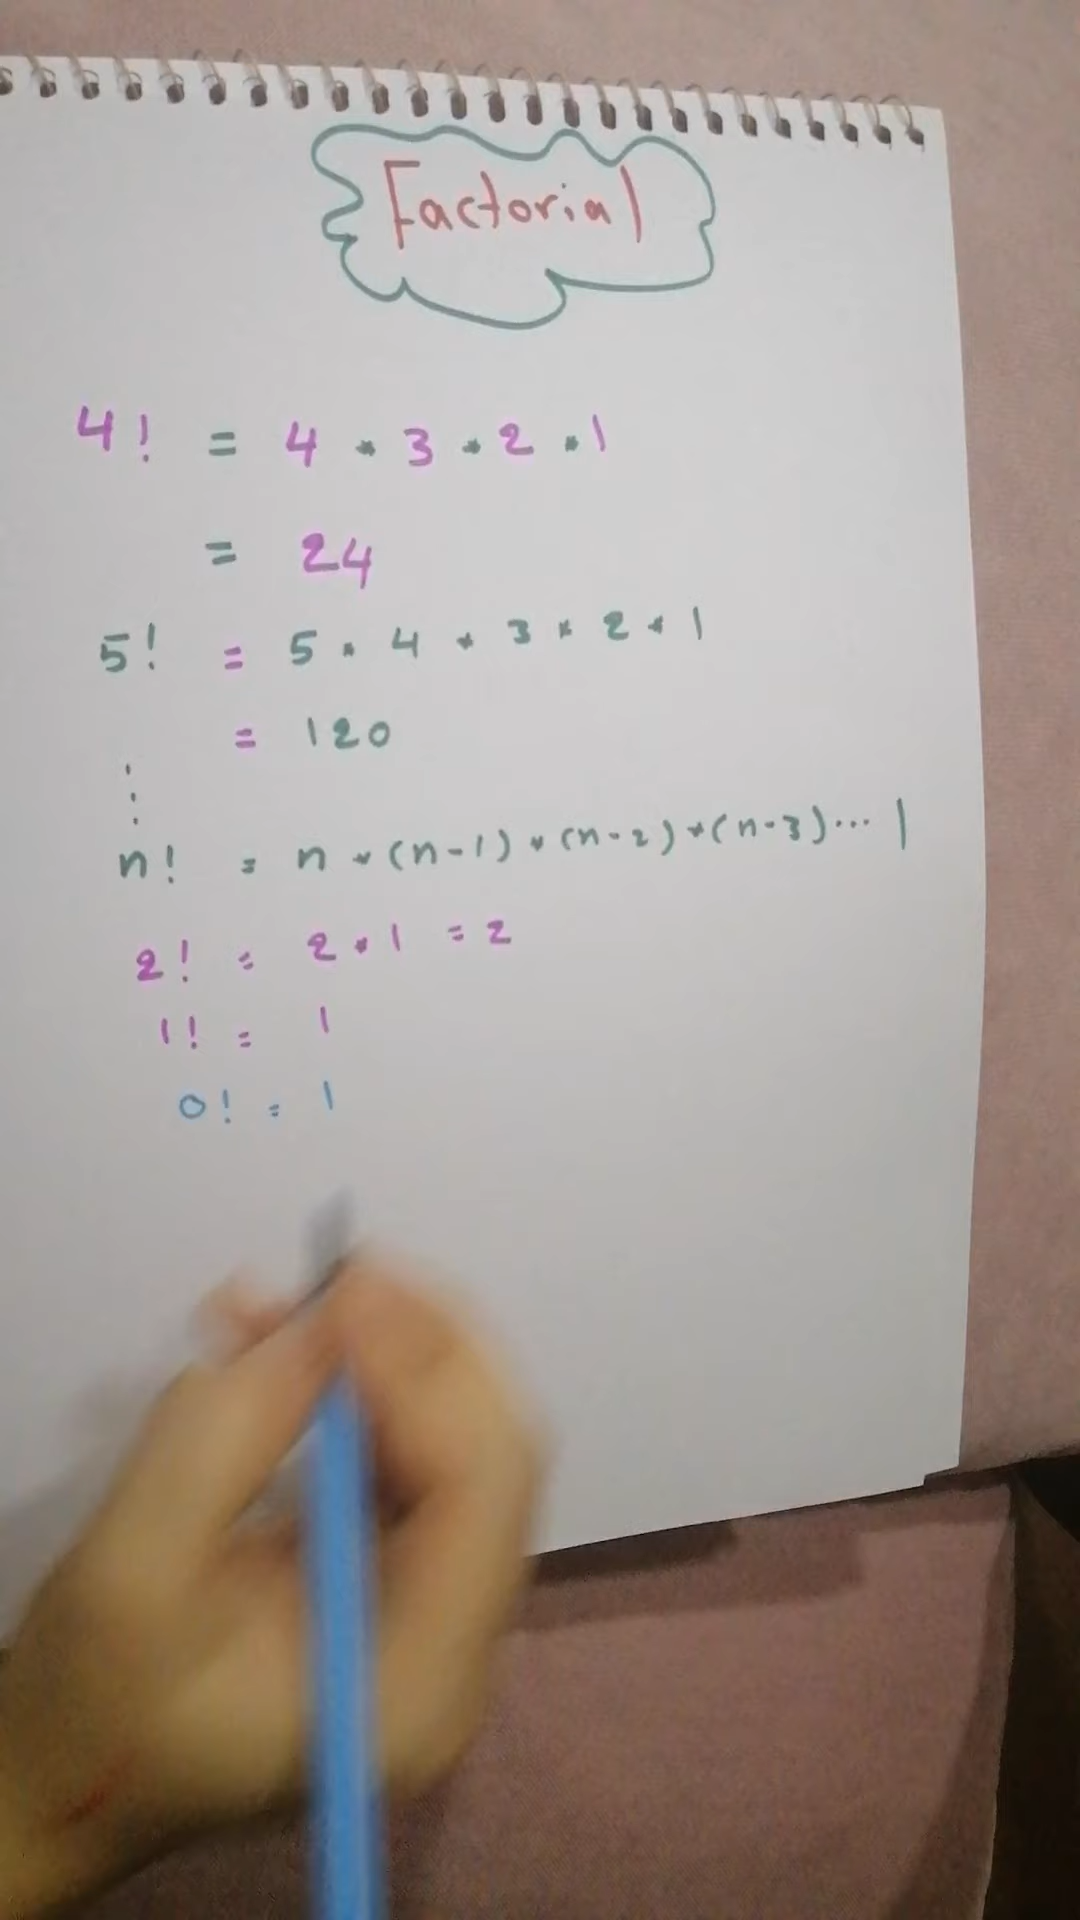 Factorial
4! = 4 * 3 * 2 * 1
= 24
5! = 5 * 4 * 3 * 2 * 1
= 120
⋮
n! = n * (n-1) * (n-2) * (n-3) ... 1
2! = 2 * 1 = 2
1! = 1
0! = 1